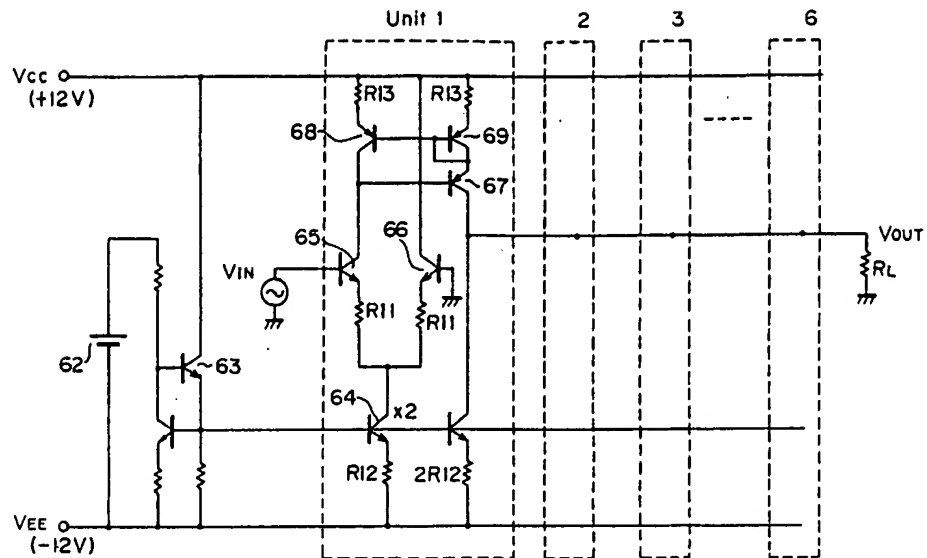 Unit 1
2
3
6
VCC
(+12V)
R13
R13
68
69
67
65
66
VIN
VOUT
RL
R11
R11
62
63
64
x2
R12
2R12
VEE
(-12V)